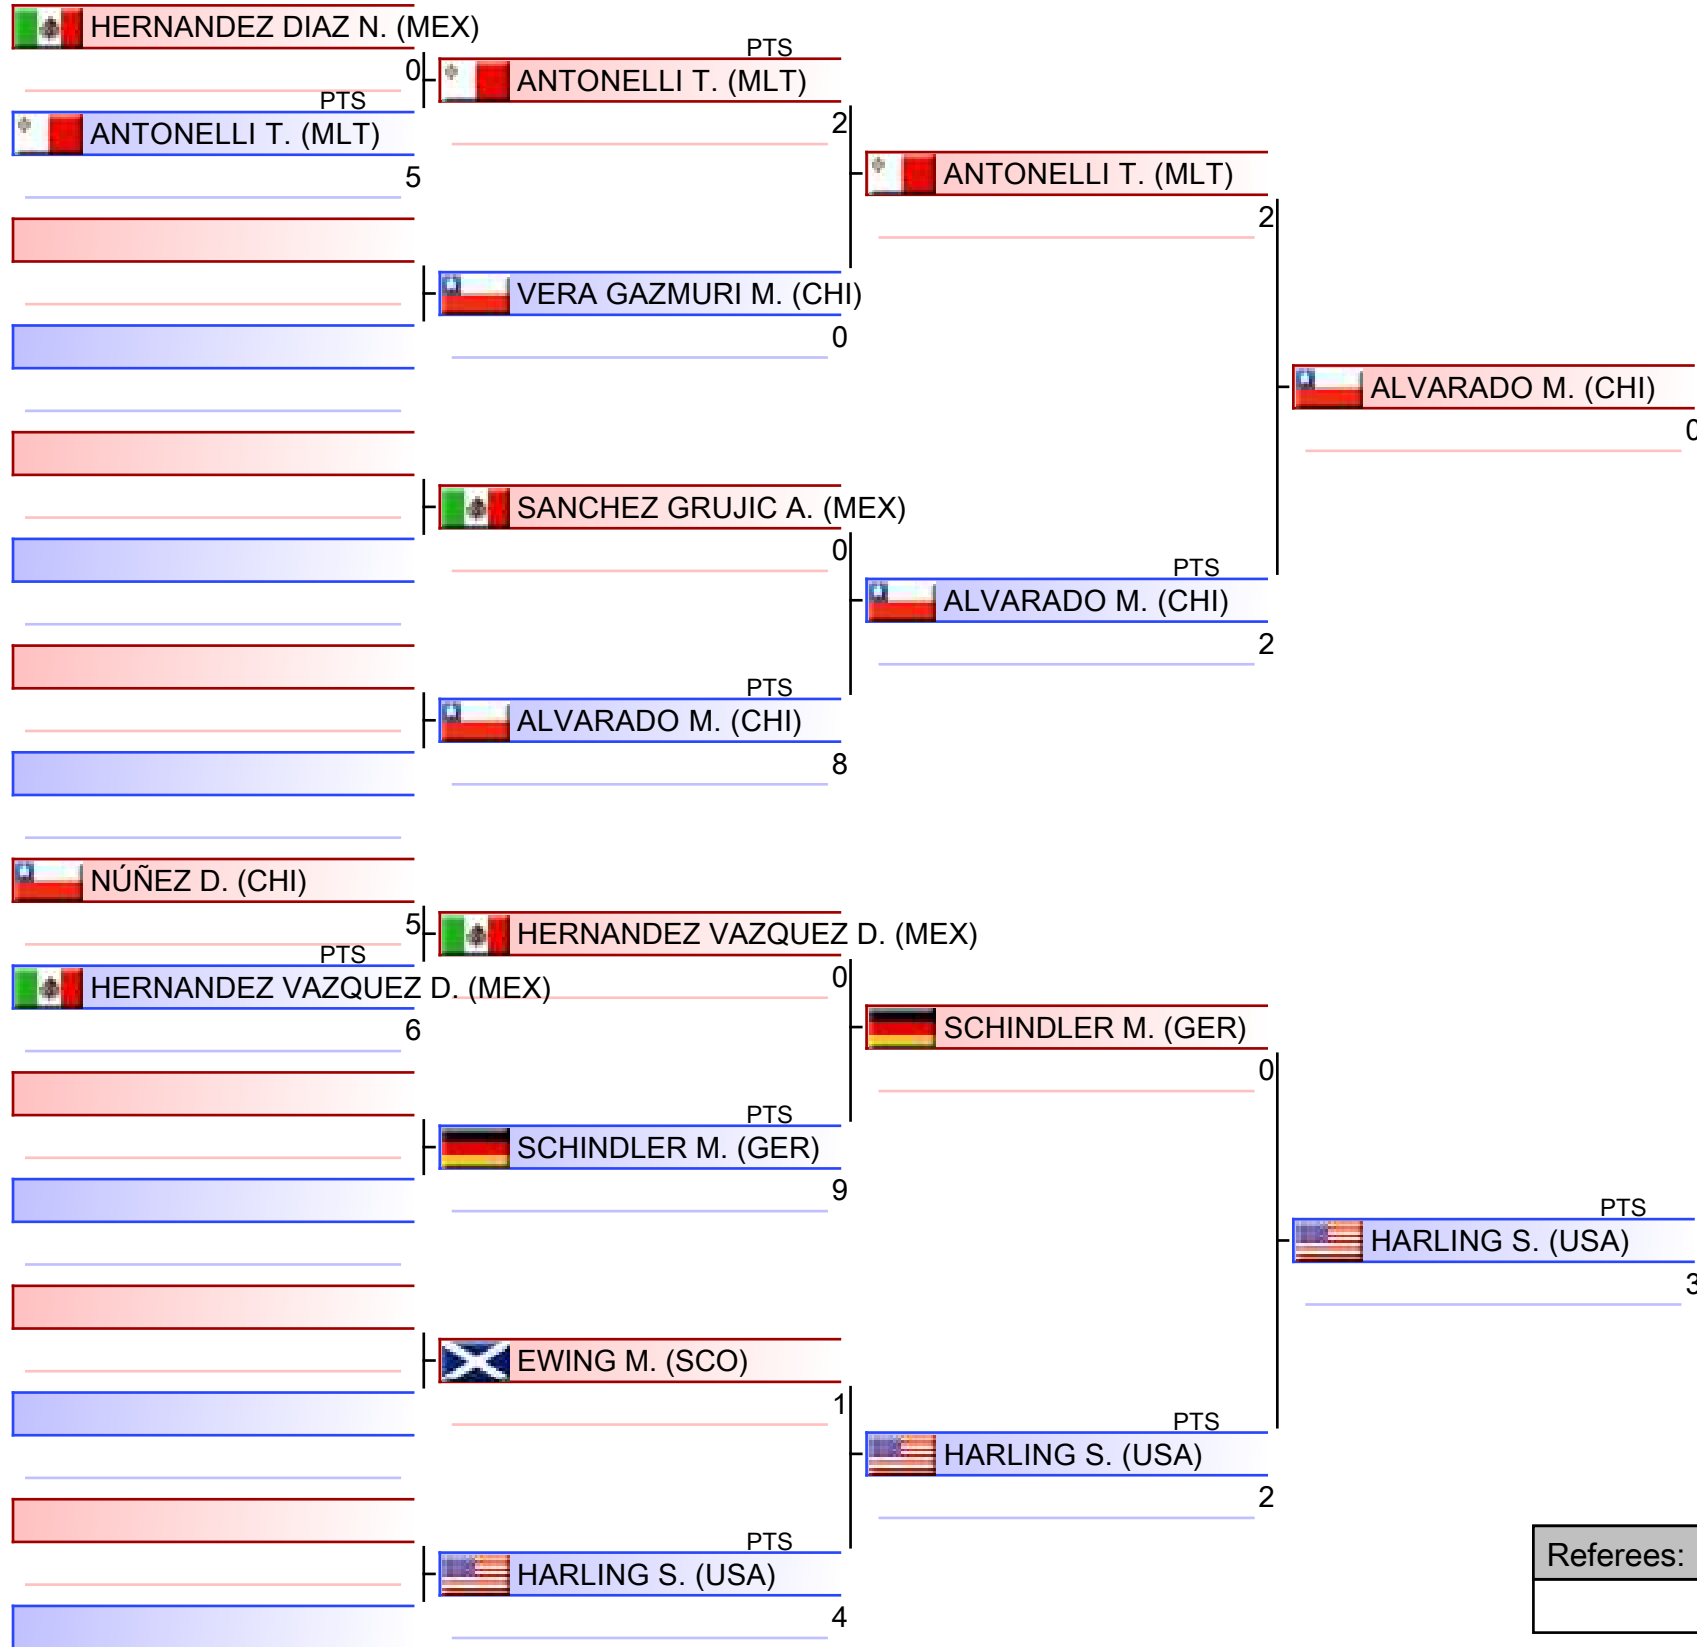 HERNANDEZ DIAZ N. (MEX)
0
PTS
ANTONELLI T. (MLT)
5
PTS
ANTONELLI T. (MLT)
2
VERA GAZMURI M. (CHI)
0
ANTONELLI T. (MLT)
2
ALVARADO M. (CHI)
0
SANCHEZ GRUJIC A. (MEX)
0
PTS
ALVARADO M. (CHI)
2
PTS
ALVARADO M. (CHI)
8
NÚÑEZ D. (CHI)
5
PTS
HERNANDEZ VAZQUEZ D. (MEX)
6
HERNANDEZ VAZQUEZ D. (MEX)
0
SCHINDLER M. (GER)
0
PTS
SCHINDLER M. (GER)
9
PTS
HARLING S. (USA)
3
EWING M. (SCO)
1
PTS
HARLING S. (USA)
2
PTS
HARLING S. (USA)
4
Referees: